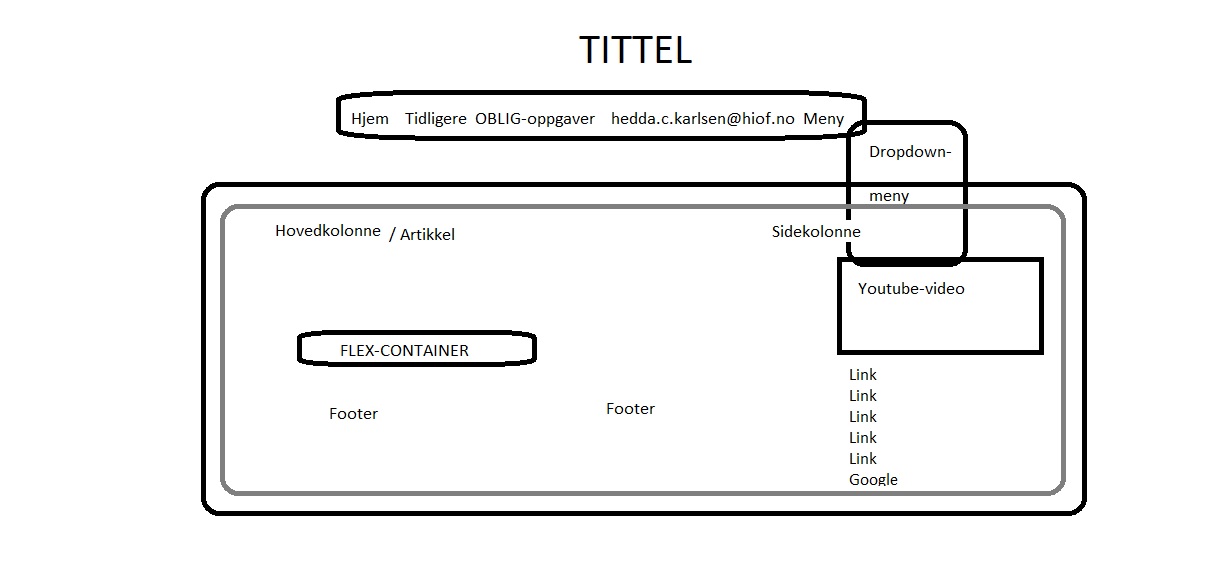 TITTEL
Hjem Tidligere OBLIG-oppgaver hedda.c.karlsen@hiof.no Meny
Dropdown-
meny
Hovedkolonne / Artikkel
Sidekolonne
Youtube-video
FLEX-CONTAINER
Footer
Footer
Link
Link
Link
Link
Link
Google